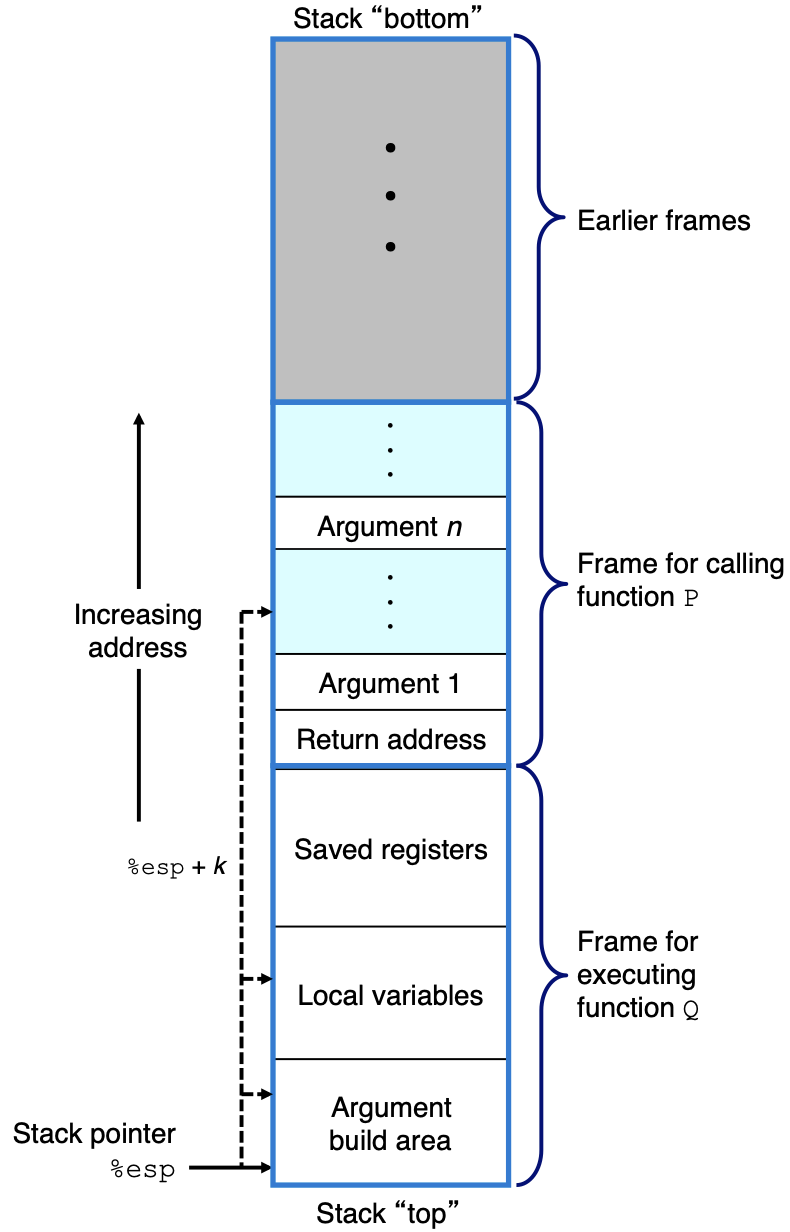 Stack “bottom”
Earlier frames
Argument n
Frame for calling
function P
Increasing
address
Argument 1
Return address
Saved registers
%esp + k
Frame for
executing
function Q
Local variables
Argument
build area
Stack pointer
%esp
Stack “top”